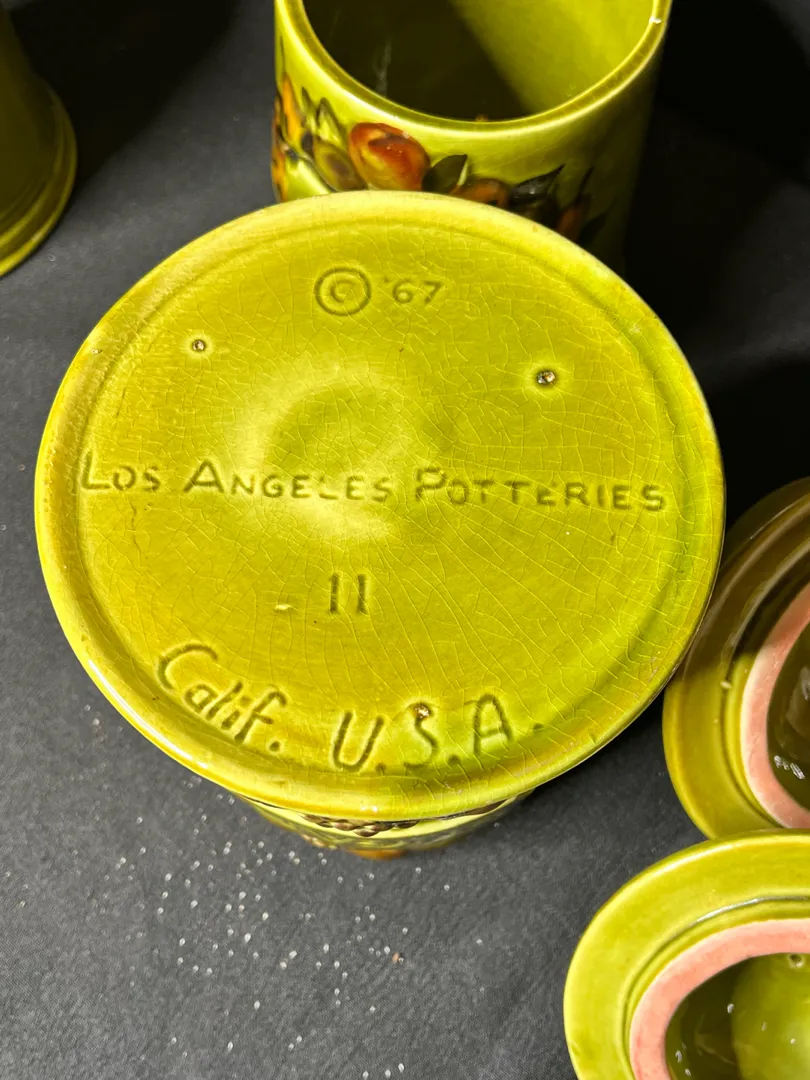 © '67
LOS ANGELES POTTERIES
11
Calif. U.S.A.